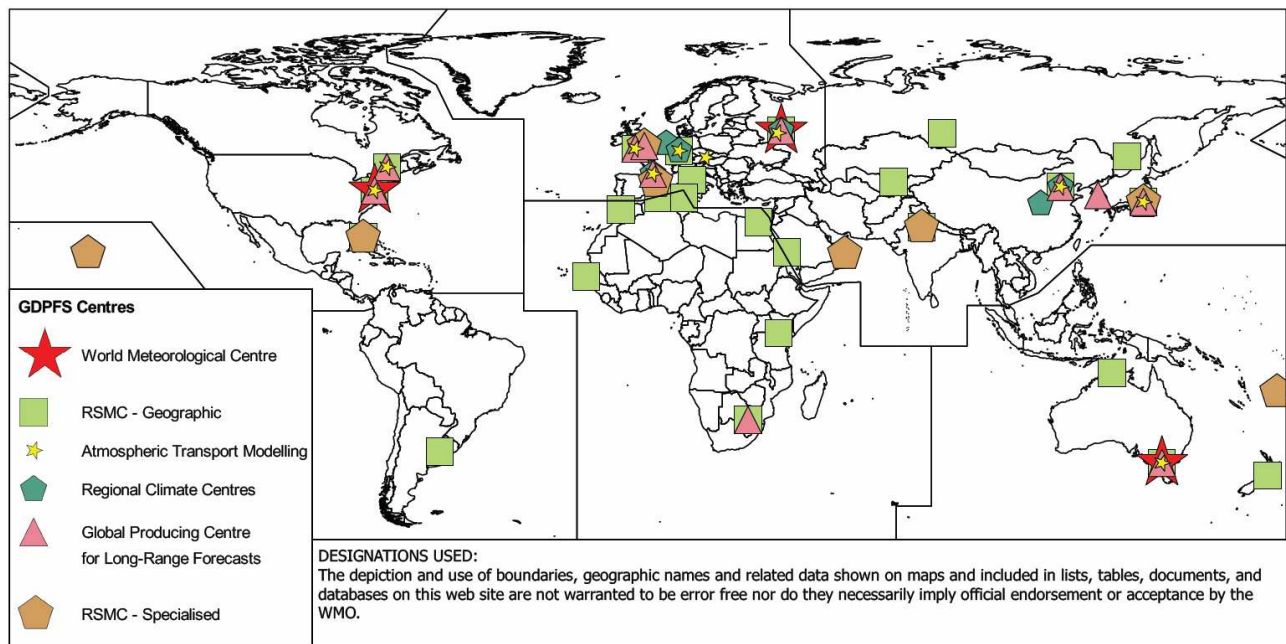 GDPFS Centres
World Meteorological Centre
RSMC - Geographic
Atmospheric Transport Modelling
Regional Climate Centres
Global Producing Centre
for Long-Range Forecasts
RSMC - Specialised
DESIGNATIONS USED:
The depiction and use of boundaries, geographic names and related data shown on maps and included in lists, tables, documents, and
databases on this web site are not warranted to be error free nor do they necessarily imply official endorsement or acceptance by the
WMO.